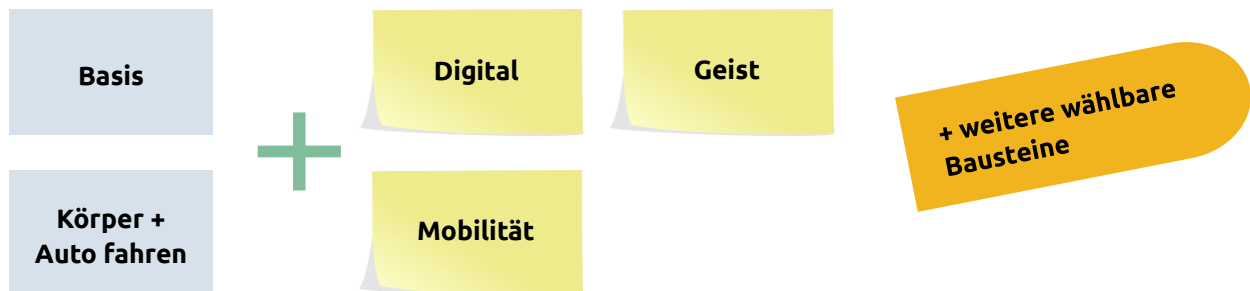 Basis
Digital
Geist
+ weitere wählbare
Bausteine
Körper +
Auto fahren
Mobilität